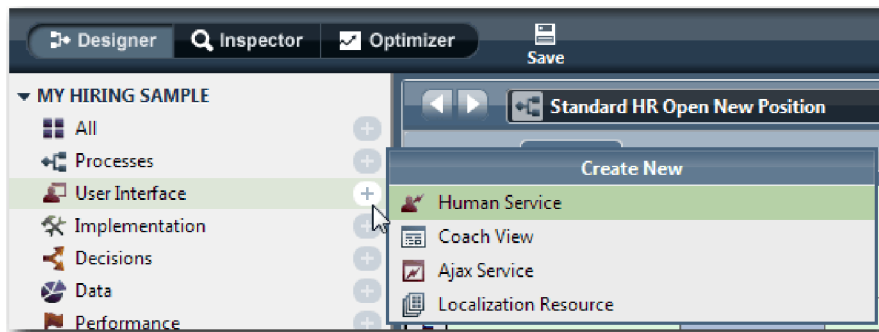 Designer Inspector Optimizer
Save
MY HIRING SAMPLE
Standard HR Open New Position
All
Processes
Create New
User Interface
Human Service
Implementation
Coach View
Decisions
Ajax Service
Data
Localization Resource
Performance